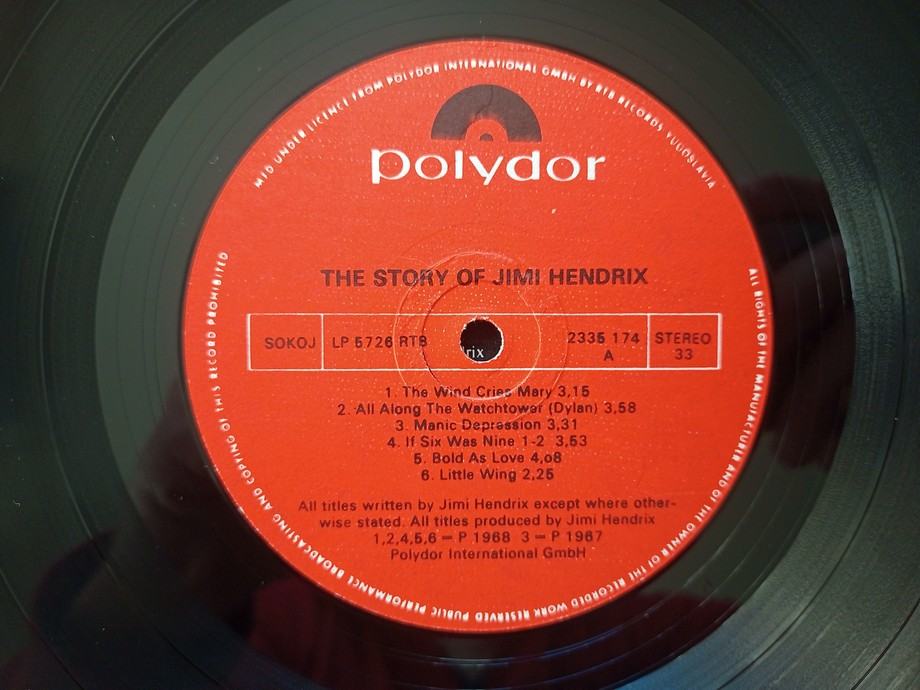 MID UNDER LICENCE FROM POLYDOR INTERNATIONAL GMBH BY RTB RECORDS YUGOSLAVIA
polydor
THE STORY OF JIMI HENDRIX
SOKOJ LP 5726 RTB 2335 174 STEREO
A 33
rix
1. The Wind Cries Mary 3,15
2. All Along The Watchtower (Dylan) 3,58
3. Manic Depression 3,31
4. If Six Was Nine 1-2 3,53
5. Bold As Love 4,o8
6. Little Wing 2,25
All titles written by Jimi Hendrix except where other-
wise stated. All titles produced by Jimi Hendrix
1,2,4,5,6 = P 1968 3 = P 1967
Polydor International GmbH
ALL RIGHTS OF THE MANUFACTURER AND OF THE OWNER OF THE RECORDED WORK RESERVED PUBLIC PERFORMANCE BROADCASTING AND COPYING OF THIS RECORD PROHIBITED